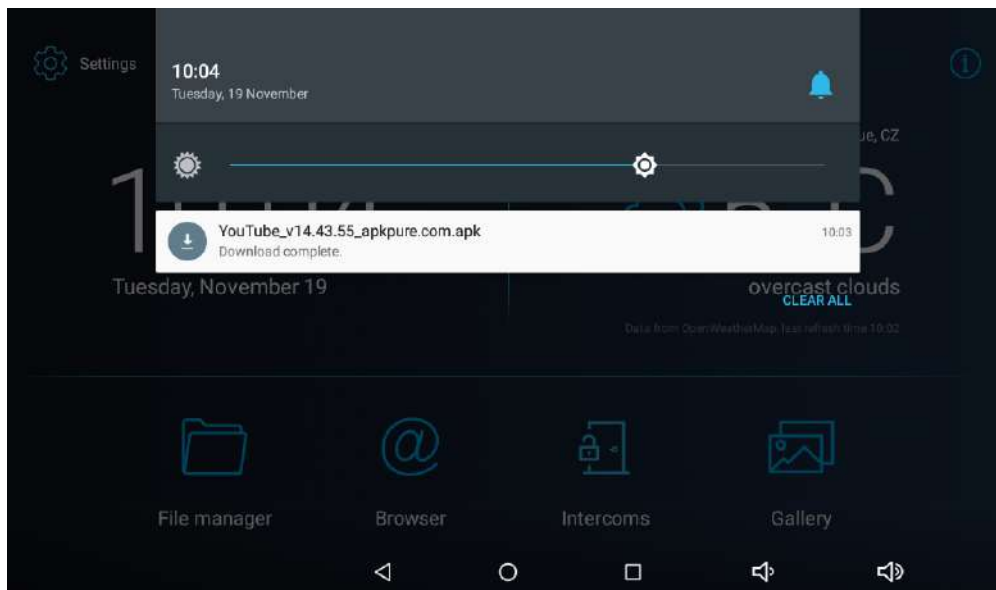 Settings
10:04
Tuesday, 19 November
ue, CZ
YouTube_v14.43.55_apkpure.com.apk
10:03
Download complete.
Tuesday, November 19
overcast clouds
CLEAR ALL
Data from OpenWeatherMap, last refresh time 10:02
File manager
Browser
Intercoms
Gallery